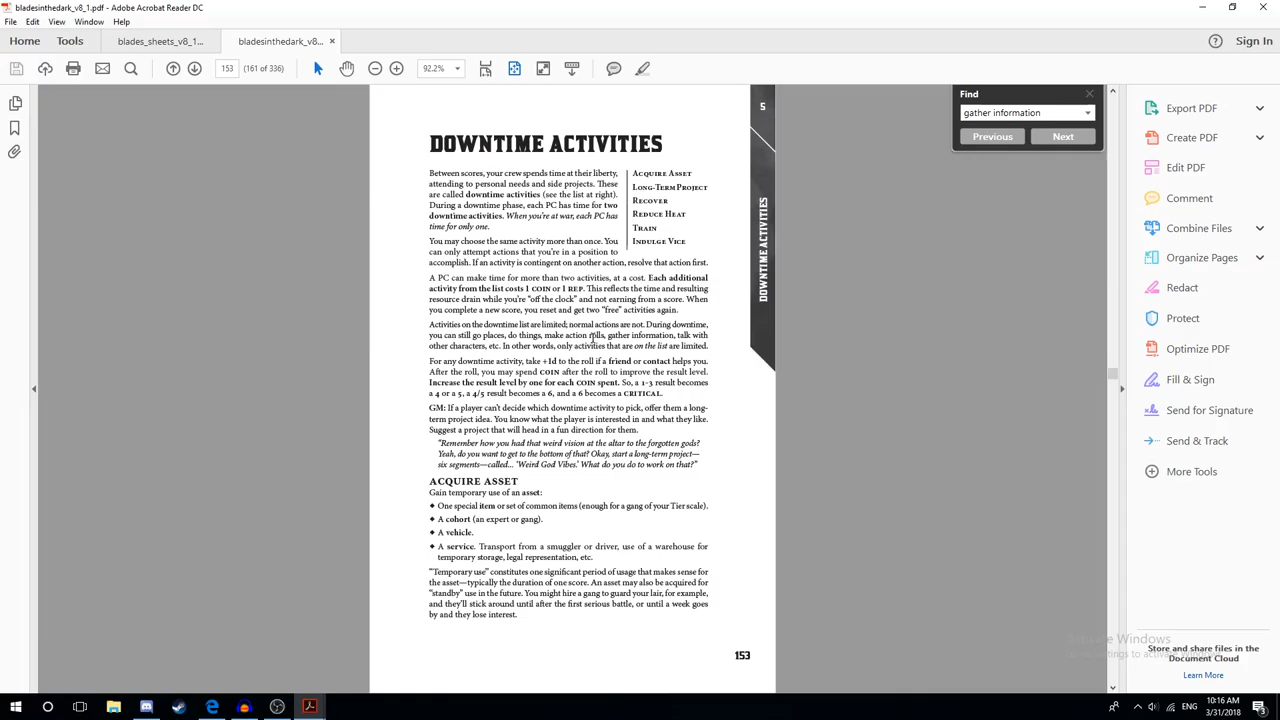 bladesinthedark_v8_1.pdf - Adobe Acrobat Reader DC
File Edit View Window Help
Home Tools blades_sheets_v8_1... bladesinthedark_v8... × Sign In
153 (161 of 336) 92.2%
Find
gather information
Previous Next
Export PDF
Create PDF
Edit PDF
Comment
Combine Files
Organize Pages
Redact
Protect
Optimize PDF
Fill & Sign
Send for Signature
Send & Track
More Tools
Store and share files in the
Document Cloud
Learn More
5
DOWNTIME ACTIVITIES
DOWNTIME ACTIVITIES
Between scores, your crew spends time at their liberty,
attending to personal needs and side projects. These
are called downtime activities (see the list at right).
During a downtime phase, each PC has time for two
downtime activities. When you're at war, each PC has
time for only one.
Acquire Asset
Long-Term Project
Recover
Reduce Heat
Train
Indulge Vice
You may choose the same activity more than once. You
can only attempt actions that you're in a position to
accomplish. If an activity is contingent on another action, resolve that action first.
A PC can make time for more than two activities, at a cost. Each additional
activity from the list costs 1 coin or 1 rep. This reflects the time and resulting
resource drain while you're "off the clock" and not earning from a score. When
you complete a new score, you reset and get two "free" activities again.
Activities on the downtime list are limited; normal actions are not. During downtime,
you can still go places, do things, make action rolls, gather information, talk with
other characters, etc. In other words, only activities that are on the list are limited.
For any downtime activity, take +1d to the roll if a friend or contact helps you.
After the roll, you may spend coin after the roll to improve the result level.
Increase the result level by one for each coin spent. So, a 1-3 result becomes
a 4 or a 5, a 4/5 result becomes a 6, and a 6 becomes a critical.
GM: If a player can't decide which downtime activity to pick, offer them a long-
term project idea. You know what the player is interested in and what they like.
Suggest a project that will head in a fun direction for them.
"Remember how you had that weird vision at the altar to the forgotten gods?
Yeah, do you want to get to the bottom of that? Okay, start a long-term project—
six segments—called... 'Weird God Vibes.' What do you do to work on that?"
ACQUIRE ASSET
Gain temporary use of an asset:
◆ One special item or set of common items (enough for a gang of your Tier scale).
◆ A cohort (an expert or gang).
◆ A vehicle.
◆ A service. Transport from a smuggler or driver, use of a warehouse for
temporary storage, legal representation, etc.
"Temporary use" constitutes one significant period of usage that makes sense for
the asset—typically the duration of one score. An asset may also be acquired for
"standby" use in the future. You might hire a gang to guard your lair, for example,
and they'll stick around until after the first serious battle, or until a week goes
by and they lose interest.
153
Windows
ENG
10:16 AM
3/31/2018
3